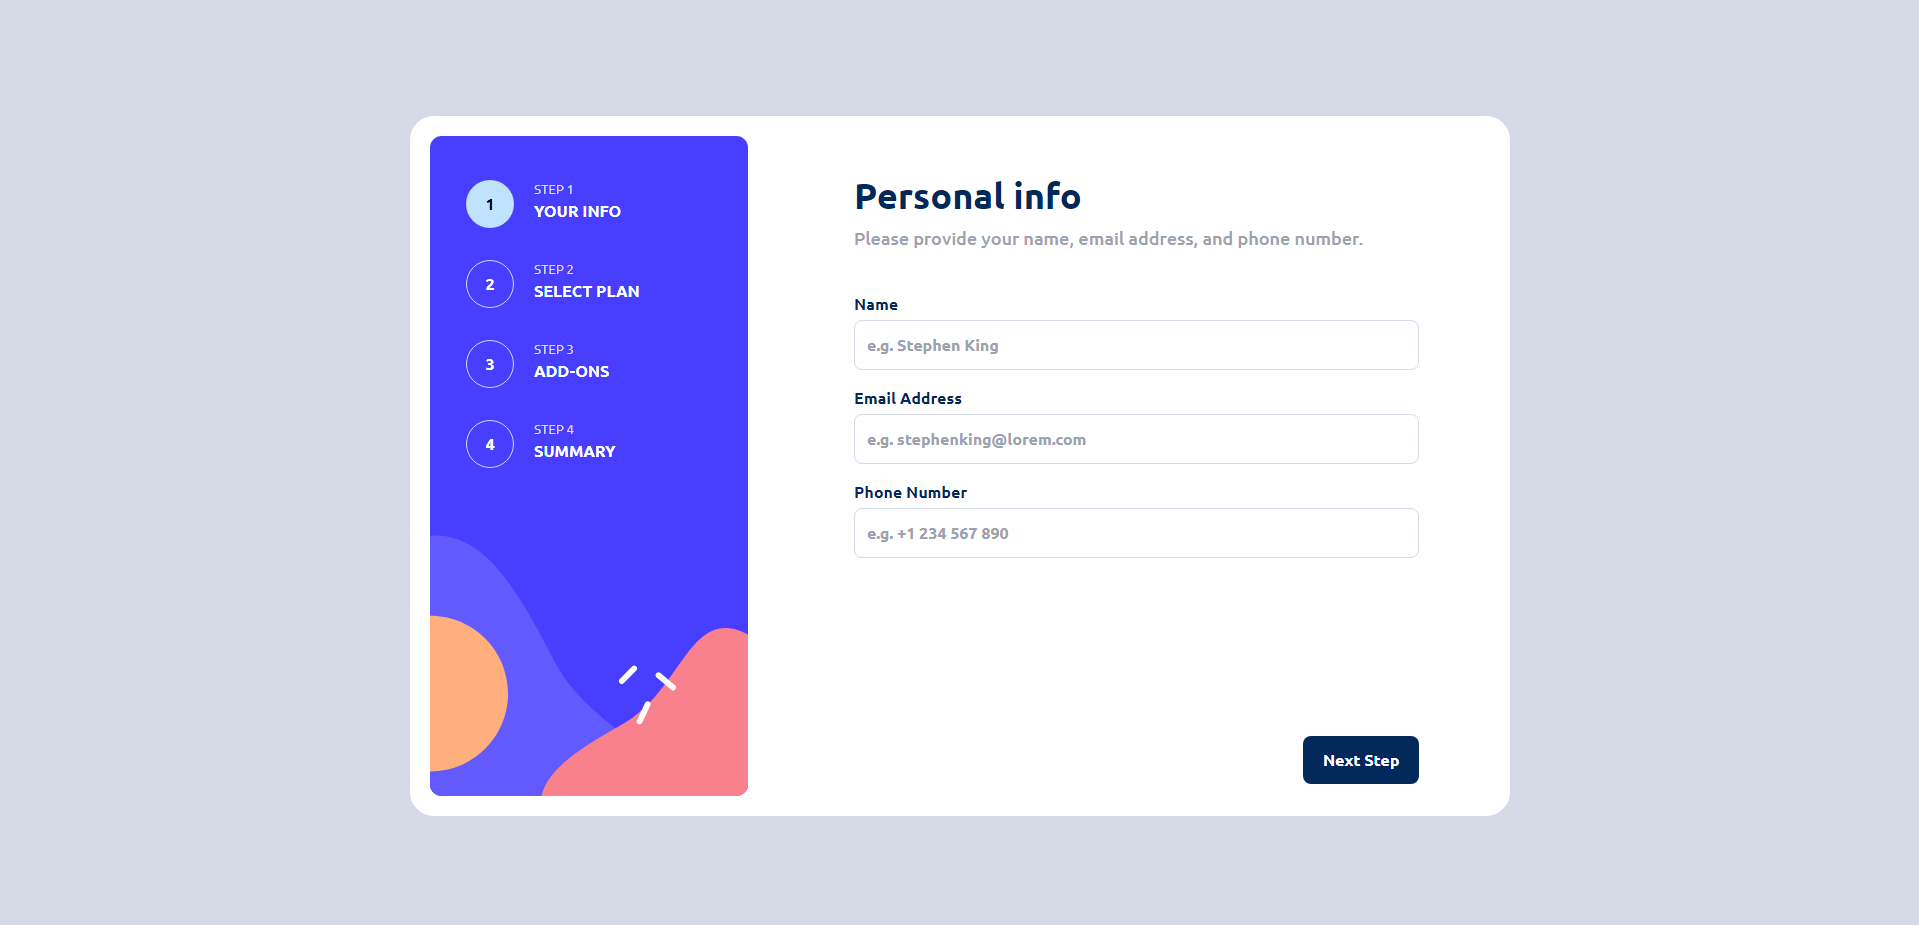 1
STEP 1
YOUR INFO
2
STEP 2
SELECT PLAN
3
STEP 3
ADD-ONS
4
STEP 4
SUMMARY
Personal info
Please provide your name, email address, and phone number.
Name
e.g. Stephen King
Email Address
e.g. stephenking@lorem.com
Phone Number
e.g. +1 234 567 890
Next Step